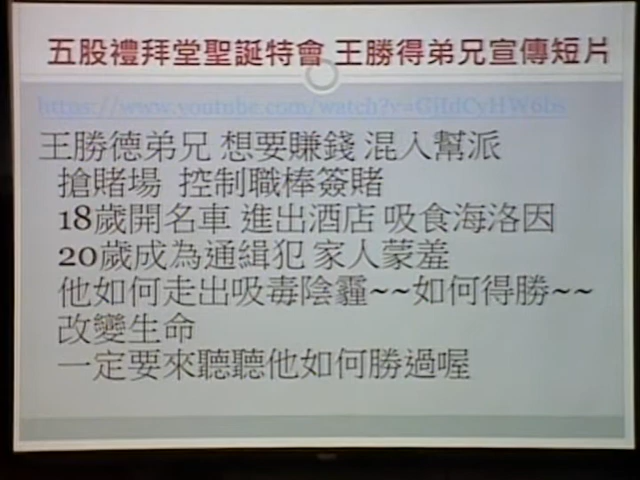 五股禮拜堂聖誕特會 王勝得弟兄宣傳短片
王勝德弟兄 想要賺錢 混入幫派
搶賭場 控制職棒簽賭
18歲開名車 進出酒店 吸食海洛因
20歲成為通緝犯 家人蒙羞
他如何走出吸毒陰霾~~如何得勝~~
改變生命
一定要來聽聽他如何勝過喔